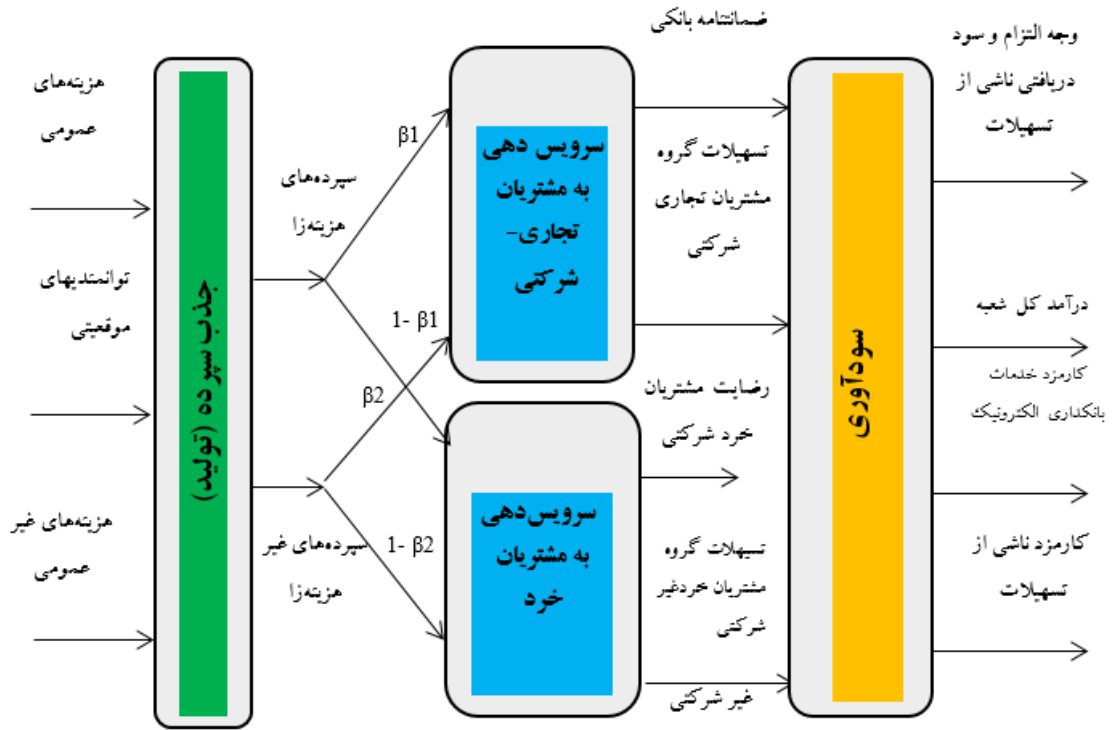 هزینه‌های
عمومی
توانمندیهای
موقعیتی
هزینه‌های غیر
عمومی
جذب سپرده (تولید)
سپرده‌های
هزینه‌زا
سپرده‌های غیر
هزینه‌زا
β1
1- β1
β2
1- β2
سرویس دهی
به مشتریان
تجاری-
شرکتی
سرویس‌دهی
به مشتریان
خرد
ضمانتنامه بانکی
تسهیلات گروه
مشتریان تجاری
شرکتی
رضایت مشتریان
خرد شرکتی
تسیهلات گروه
مشتریان خردغیر
شرکتی
غیر شرکتی
سودآوری
وجه التزام و سود
دریافتی ناشی از
تسهیلات
درآمد کل شعبه
کارمزد خدمات
بانکداری الکترونیک
کارمزد ناشی از
تسهیلات